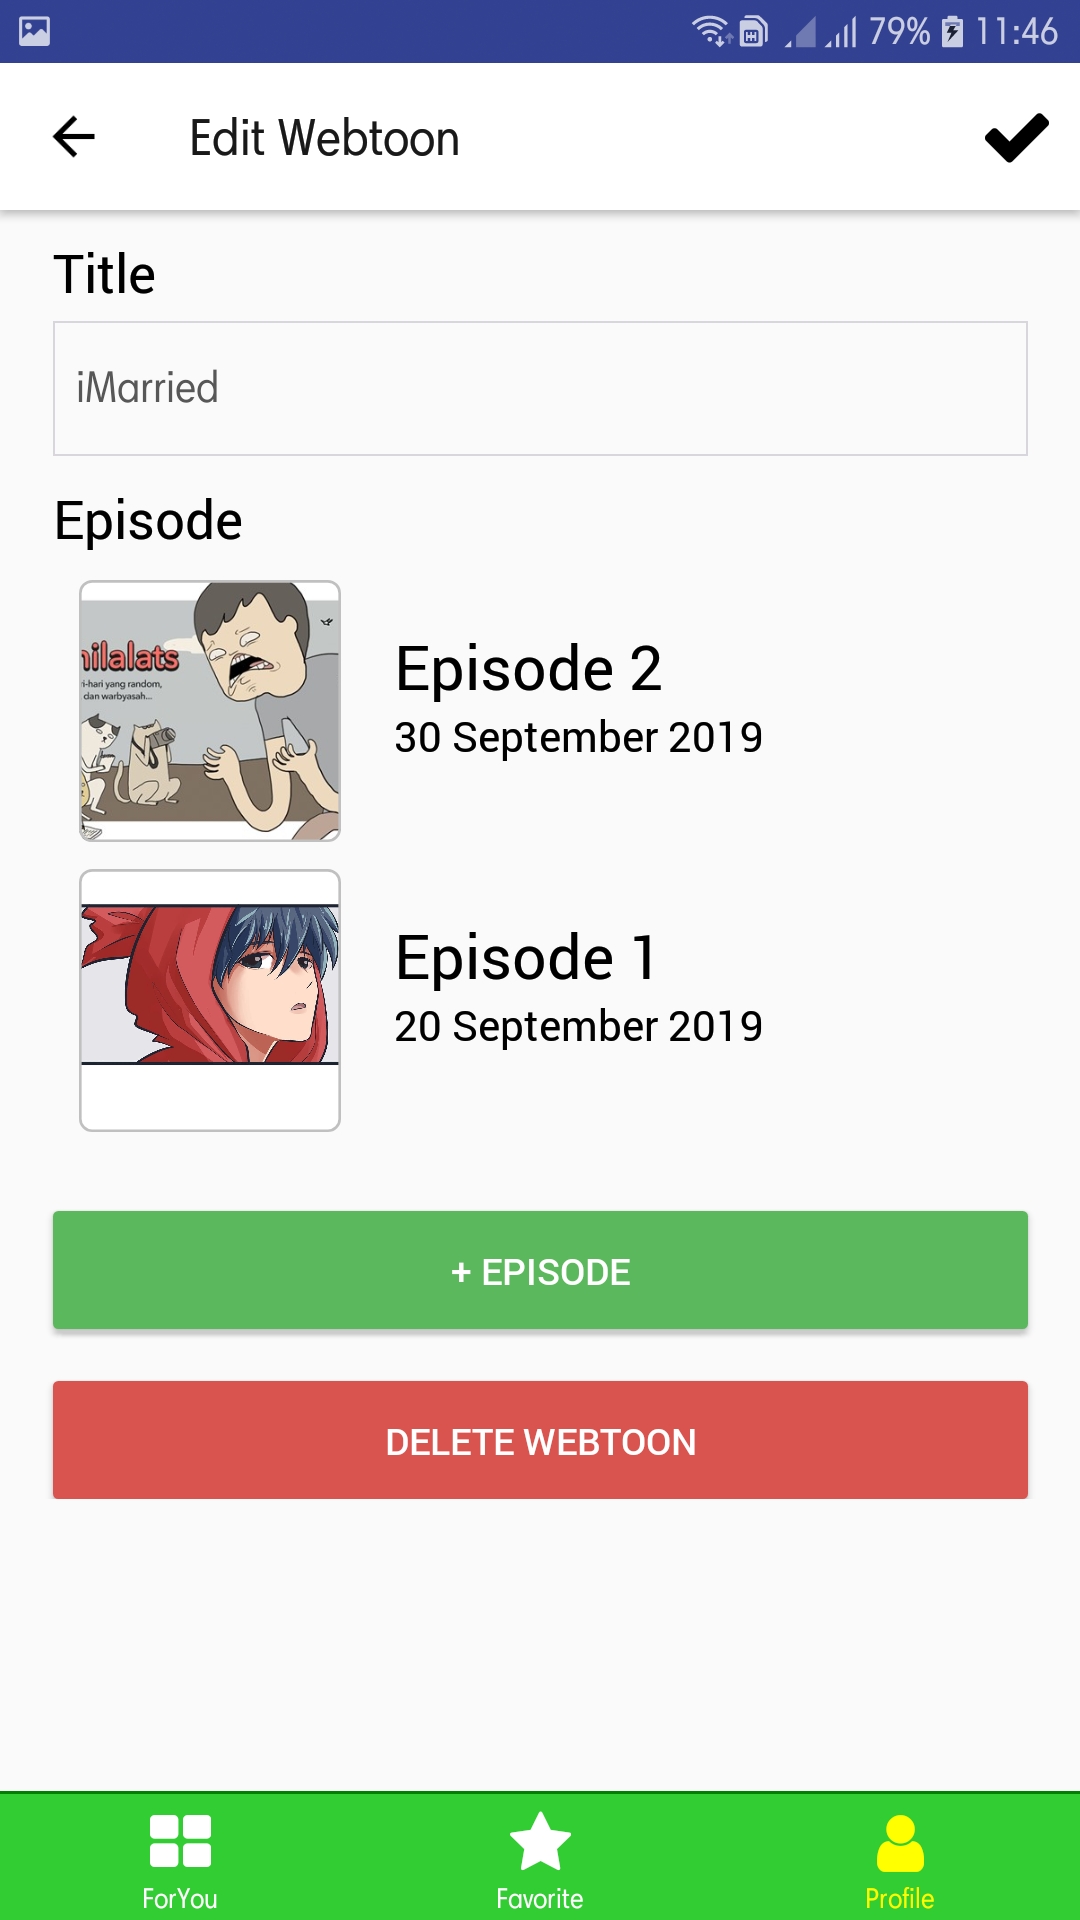 79% 11:46
Edit Webtoon
Title
iMarried
Episode
nilalats
i-hari yang random,
dan warbyasah...
Episode 2
30 September 2019
Episode 1
20 September 2019
+ EPISODE
DELETE WEBTOON
ForYou
Favorite
Profile